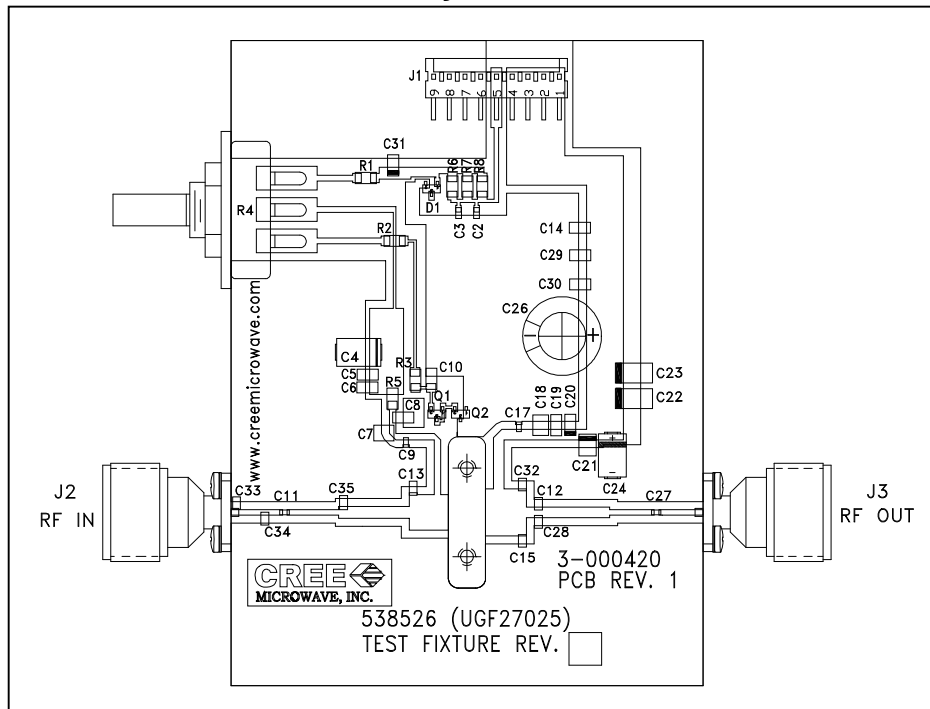 J1
9 8 7 6 5 4 3 2 1
C31
R1
R6 R7 R8
D1
R4
C3 C2
R2
C14
C29
C30
C26
www.creemicrowave.com
C4
C5
C6
R3 C10
R5
C8
Q1
Q2
C7
C9
C17
C18 C19 C20
C23
C22
C21
C24
C13
C32
C12
C27
C33
C11
C35
C34
C28
C15
J2
RF IN
J3
RF OUT
3-000420
PCB REV. 1
CREE
MICROWAVE, INC.
538526 (UGF27025)
TEST FIXTURE REV.